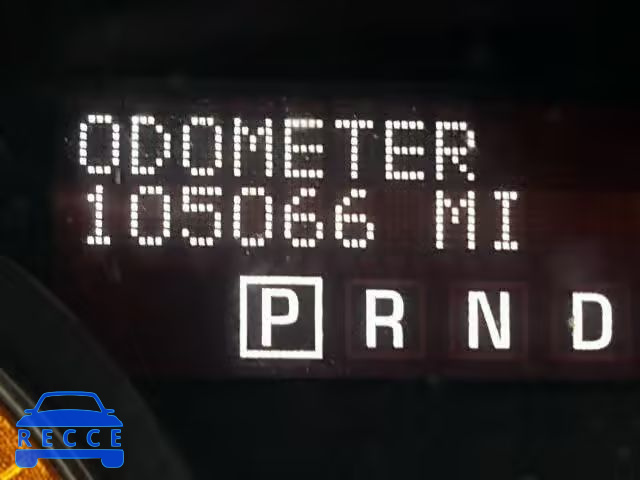 ODOMETER
105066 MI
P R N D
RECCE